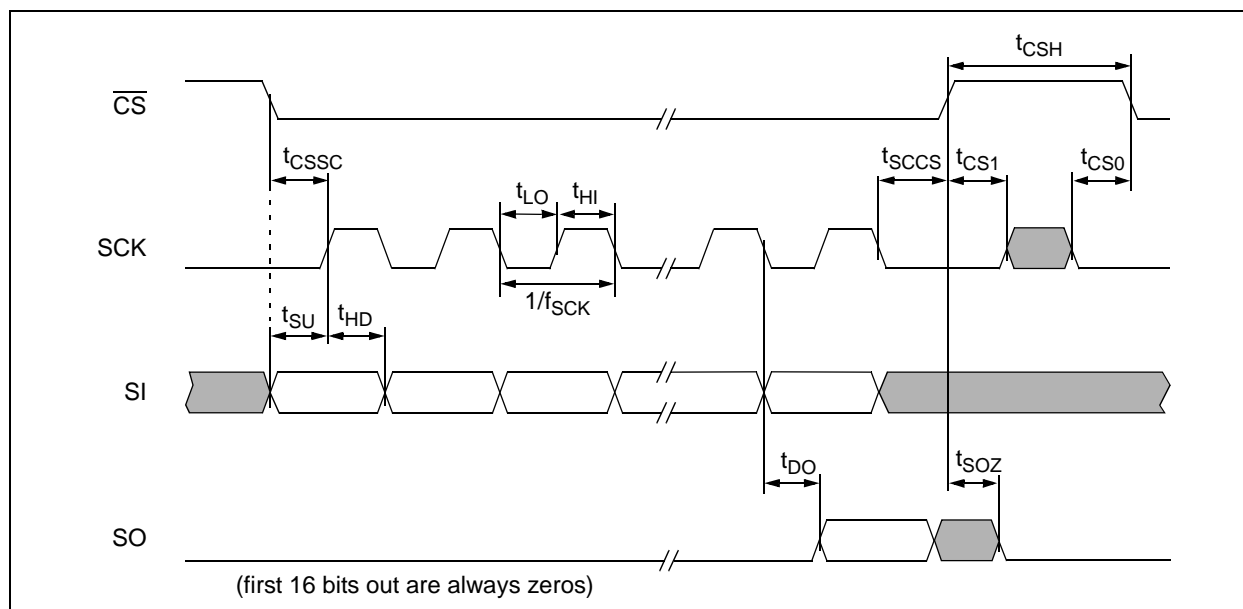 tCSH
CS
tCSSC
tSCCS
tCS1
tCS0
tLO
tHI
SCK
1/fSCK
tSU
tHD
SI
tDO
tSOZ
SO
(first 16 bits out are always zeros)